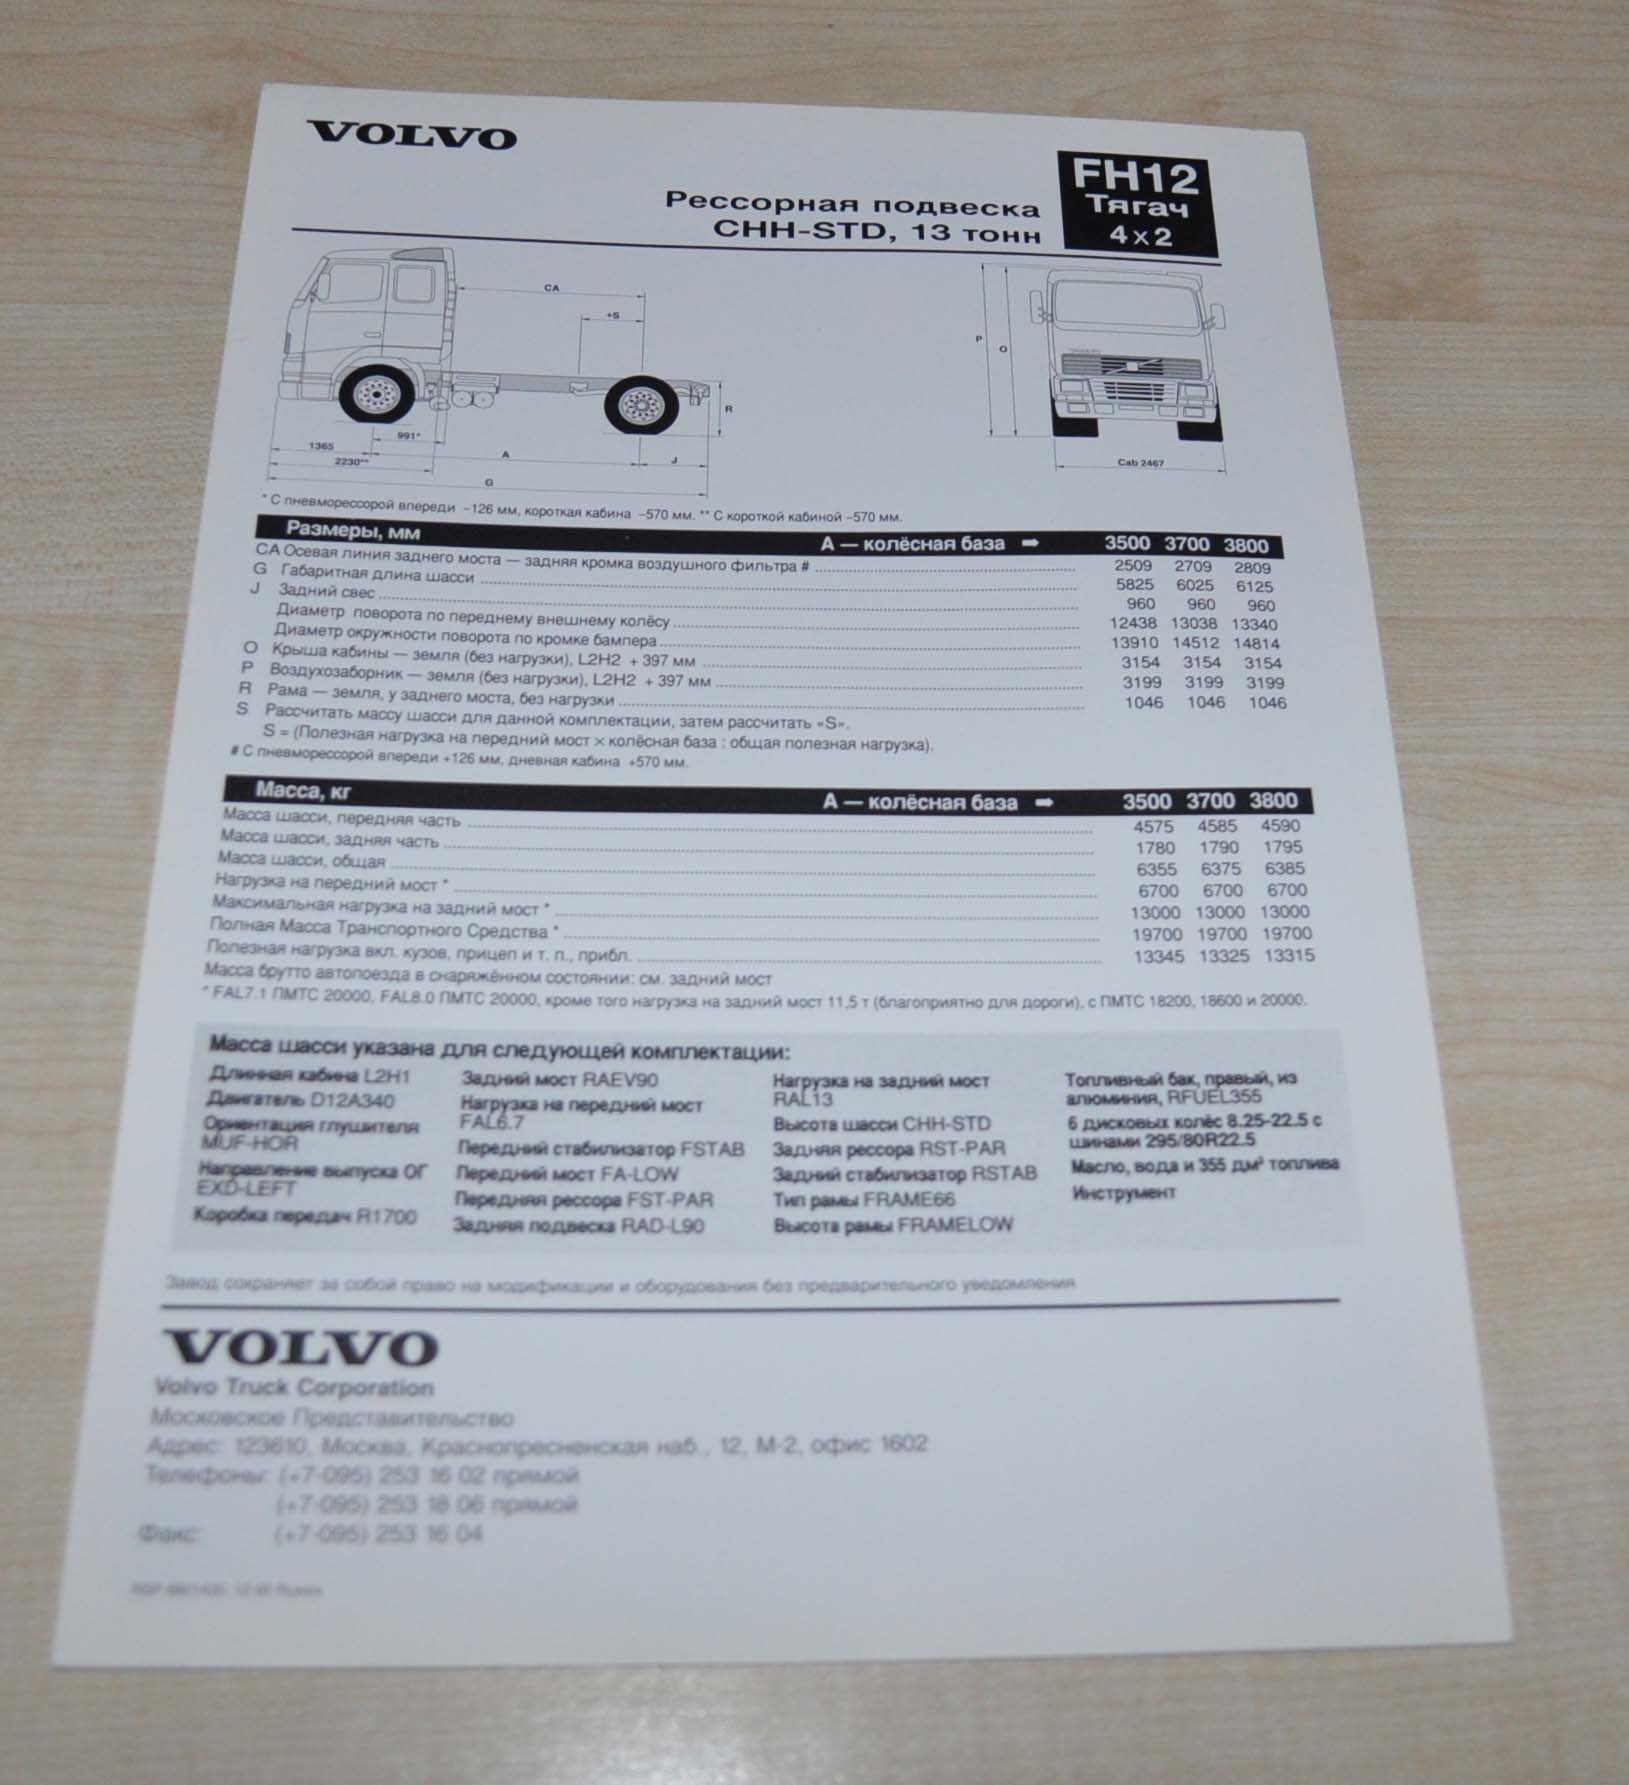 VOLVO
FH12
Тягач
4x2
Рессорная подвеска
CHH-STD, 13 тонн
CA
+S
R
991*
1365
A
J
2230**
G
P
O
Cab 2467
* С пневморессорой впереди –126 мм, короткая кабина –570 мм. ** С короткой кабиной –570 мм.
Размеры, мм A — колёсная база ➡ 3500 3700 3800
CA Осевая линия заднего моста — задняя кромка воздушного фильтра # 2509 2709 2809
G Габаритная длина шасси 5825 6025 6125
J Задний свес 960 960 960
Диаметр поворота по переднему внешнему колёсу 12438 13038 13340
Диаметр окружности поворота по кромке бампера 13910 14512 14814
O Крыша кабины — земля (без нагрузки), L2H2 + 397 мм 3154 3154 3154
P Воздухозаборник — земля (без нагрузки), L2H2 + 397 мм 3199 3199 3199
R Рама — земля, у заднего моста, без нагрузки 1046 1046 1046
S Рассчитать массу шасси для данной комплектации, затем рассчитать «S».
S = (Полезная нагрузка на передний мост × колёсная база : общая полезная нагрузка).
# С пневморессорой впереди +126 мм, дневная кабина +570 мм.
Масса, кг A — колёсная база ➡ 3500 3700 3800
Масса шасси, передняя часть 4575 4585 4590
Масса шасси, задняя часть 1780 1790 1795
Масса шасси, общая 6355 6375 6385
Нагрузка на передний мост * 6700 6700 6700
Максимальная нагрузка на задний мост * 13000 13000 13000
Полная Масса Транспортного Средства * 19700 19700 19700
Полезная нагрузка вкл. кузов, прицеп и т. п., прибл. 13345 13325 13315
Масса брутто автопоезда в снаряжённом состоянии: см. задний мост
* FAL7.1 ПМТС 20000, FAL8.0 ПМТС 20000, кроме того нагрузка на задний мост 11,5 т (благоприятно для дороги), с ПМТС 18200, 18600 и 20000.
Масса шасси указана для следующей комплектации:
Длинная кабина L2H1
Двигатель D12A340
Ориентация глушителя
MUF-HOR
Направление выпуска ОГ
EXD-LEFT
Коробка передач R1700
Задний мост RAEV90
Нагрузка на передний мост
FAL6.7
Передний стабилизатор FSTAB
Передний мост FA-LOW
Передняя рессора FST-PAR
Задняя подвеска RAD-L90
Нагрузка на задний мост
RAL13
Высота шасси CHH-STD
Задняя рессора RST-PAR
Задний стабилизатор RSTAB
Тип рамы FRAME66
Высота рамы FRAMELOW
Топливный бак, правый, из
алюминия, RFUEL355
6 дисковых колёс 8.25-22.5 с
шинами 295/80R22.5
Масло, вода и 355 дм³ топлива
Инструмент
Завод сохраняет за собой право на модификации и оборудования без предварительного уведомления
VOLVO
Volvo Truck Corporation
Московское Представительство
Адрес: 123610, Москва, Краснопресненская наб., 12, М-2, офис 1602
Телефоны: (+7-095) 253 16 02 прямой
(+7-095) 253 18 06 прямой
Факс: (+7-095) 253 16 04